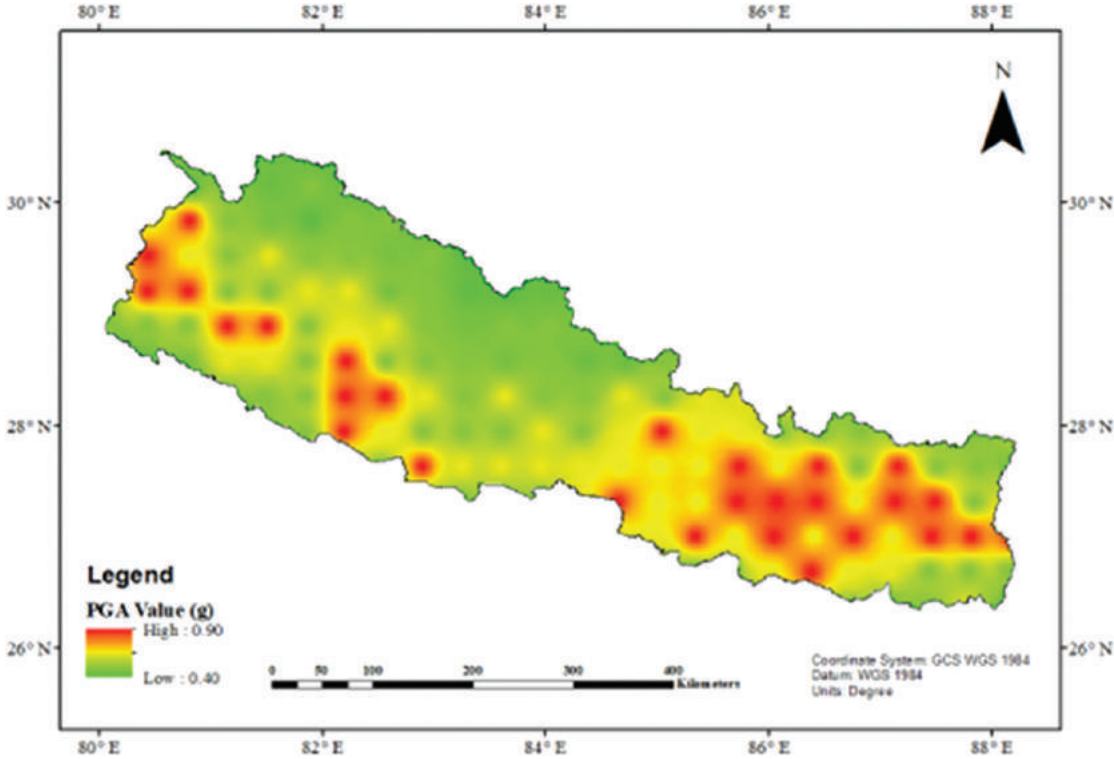 80° E 82° E 84° E 86° E 88° E
N
30° N 30° N
28° N 28° N
26° N 26° N
Legend
PGA Value (g)
High : 0.90
Low : 0.40
0 50 100 200 300 400
Kilometers
Coordinate System: GCS WGS 1984
Datum: WGS 1984
Units: Degree
80° E 82° E 84° E 86° E 88° E